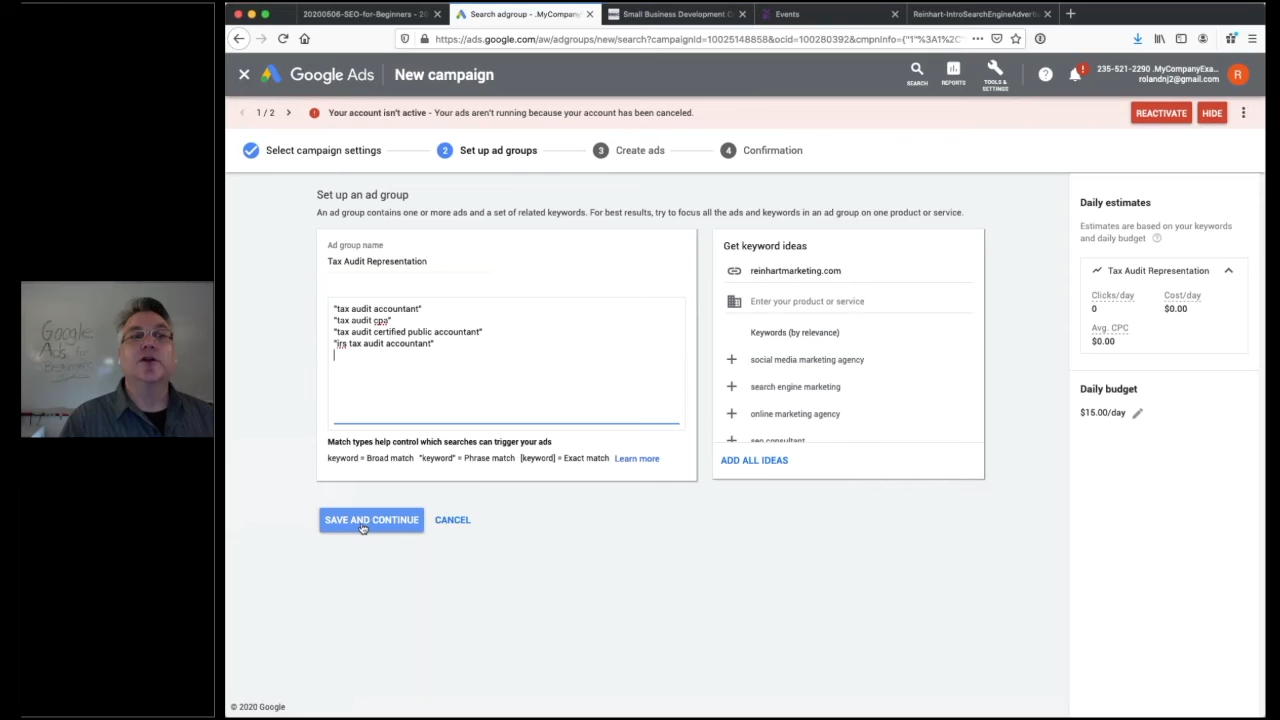 20200506-SEO-for-Beginners - 20
Search adgroup - .MyCompany
Small Business Development C
Events
Reinhart-IntroSearchEngineAdverti
https://ads.google.com/aw/adgroups/new/search?campaignId=10025148858&ocid=100280392&cmpnInfo={"1"%3A1%2C"
Google Ads
New campaign
SEARCH
REPORTS
TOOLS & SETTINGS
235-521-2290 .MyCompanyExa...
rolandnj2@gmail.com
R
1 / 2
Your account isn't active - Your ads aren't running because your account has been canceled.
REACTIVATE
HIDE
Select campaign settings
2 Set up ad groups
3 Create ads
4 Confirmation
Set up an ad group
An ad group contains one or more ads and a set of related keywords. For best results, try to focus all the ads and keywords in an ad group on one product or service.
Ad group name
Tax Audit Representation
"tax audit accountant"
"tax audit cpa"
"tax audit certified public accountant"
"irs tax audit accountant"
Match types help control which searches can trigger your ads
keyword = Broad match "keyword" = Phrase match [keyword] = Exact match Learn more
Get keyword ideas
reinhartmarketing.com
Enter your product or service
Keywords (by relevance)
social media marketing agency
search engine marketing
online marketing agency
seo consultant
ADD ALL IDEAS
SAVE AND CONTINUE
CANCEL
Daily estimates
Estimates are based on your keywords
and daily budget
Tax Audit Representation
Clicks/day
Cost/day
0
$0.00
Avg. CPC
$0.00
Daily budget
$15.00/day
Google
Ads for
Beginners
© 2020 Google